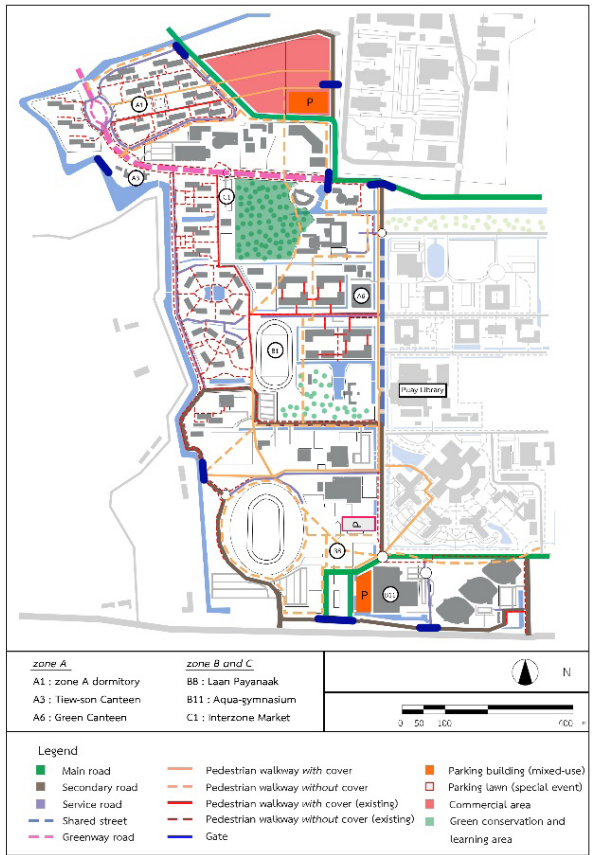 P
A1
A3
C1
A6
B1
Puay Library
P
B8
P
B11
zone A
A1 : zone A dormitory
A3 : Tiew-son Canteen
A6 : Green Canteen
zone B and C
B8 : Laan Payanaak
B11 : Aqua-gymnasium
C1 : Interzone Market
N
0 50 100 400 m
Legend
Main road
Secondary road
Service road
Shared street
Greenway road
Pedestrian walkway with cover
Pedestrian walkway without cover
Pedestrian walkway with cover (existing)
Pedestrian walkway without cover (existing)
Gate
Parking building (mixed-use)
Parking lawn (special event)
Commercial area
Green conservation and
learning area